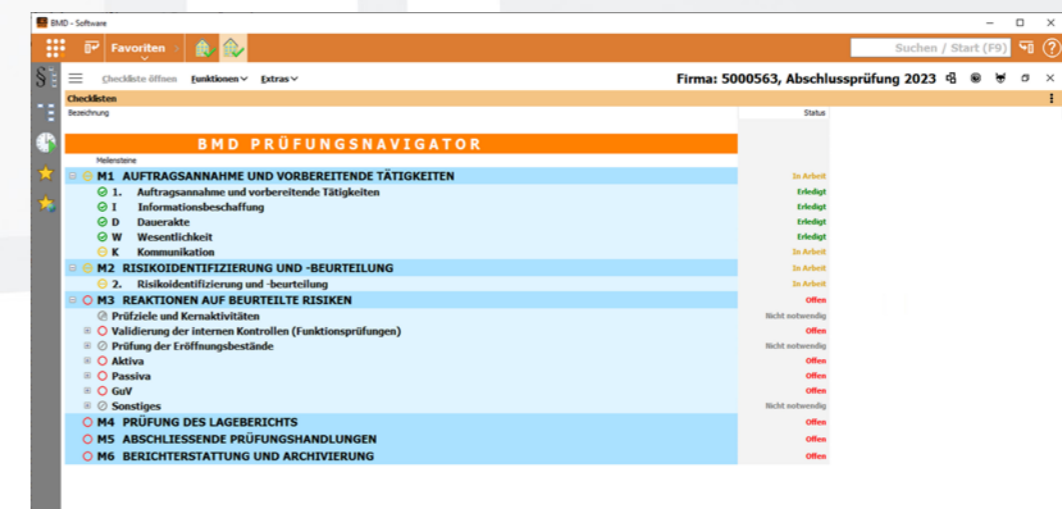 BMD - Software
Favoriten
Suchen / Start (F9)
Checkliste öffnen Funktionen Extras
Firma: 5000563, Abschlussprüfung 2023
Checklisten
Bezeichnung Status
BMD PRÜFUNGSNAVIGATOR
Meilensteine
M1 AUFTRAGSANNAHME UND VORBEREITENDE TÄTIGKEITEN In Arbeit
1. Auftragsannahme und vorbereitende Tätigkeiten Erledigt
I Informationsbeschaffung Erledigt
D Dauerakte Erledigt
W Wesentlichkeit Erledigt
K Kommunikation In Arbeit
M2 RISIKOIDENTIFIZIERUNG UND -BEURTEILUNG In Arbeit
2. Risikoidentifizierung und -beurteilung In Arbeit
M3 REAKTIONEN AUF BEURTEILTE RISIKEN Offen
Prüfziele und Kernaktivitäten Nicht notwendig
Validierung der internen Kontrollen (Funktionsprüfungen) Offen
Prüfung der Eröffnungsbestände Nicht notwendig
Aktiva Offen
Passiva Offen
GuV Offen
Sonstiges Nicht notwendig
M4 PRÜFUNG DES LAGEBERICHTS Offen
M5 ABSCHLIESSENDE PRÜFUNGSHANDLUNGEN Offen
M6 BERICHTERSTATTUNG UND ARCHIVIERUNG Offen